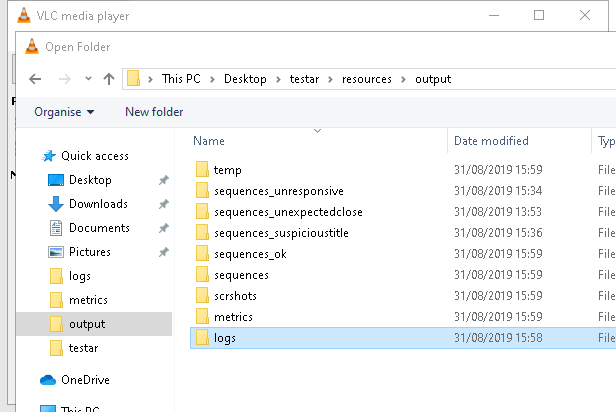 VLC media player
Open Folder
This PC > Desktop > testar > resources > output
Organise New folder
Name Date modified Typ
Quick access
Desktop
Downloads
Documents
Pictures
logs
metrics
output
testar
OneDrive
This PC
temp 31/08/2019 15:59 File
sequences_unresponsive 31/08/2019 15:34 File
sequences_unexpectedclose 31/08/2019 13:53 File
sequences_suspicioustitle 31/08/2019 15:36 File
sequences_ok 31/08/2019 15:59 File
sequences 31/08/2019 15:59 File
scrshots 31/08/2019 15:59 File
metrics 31/08/2019 15:59 File
logs 31/08/2019 15:58 File